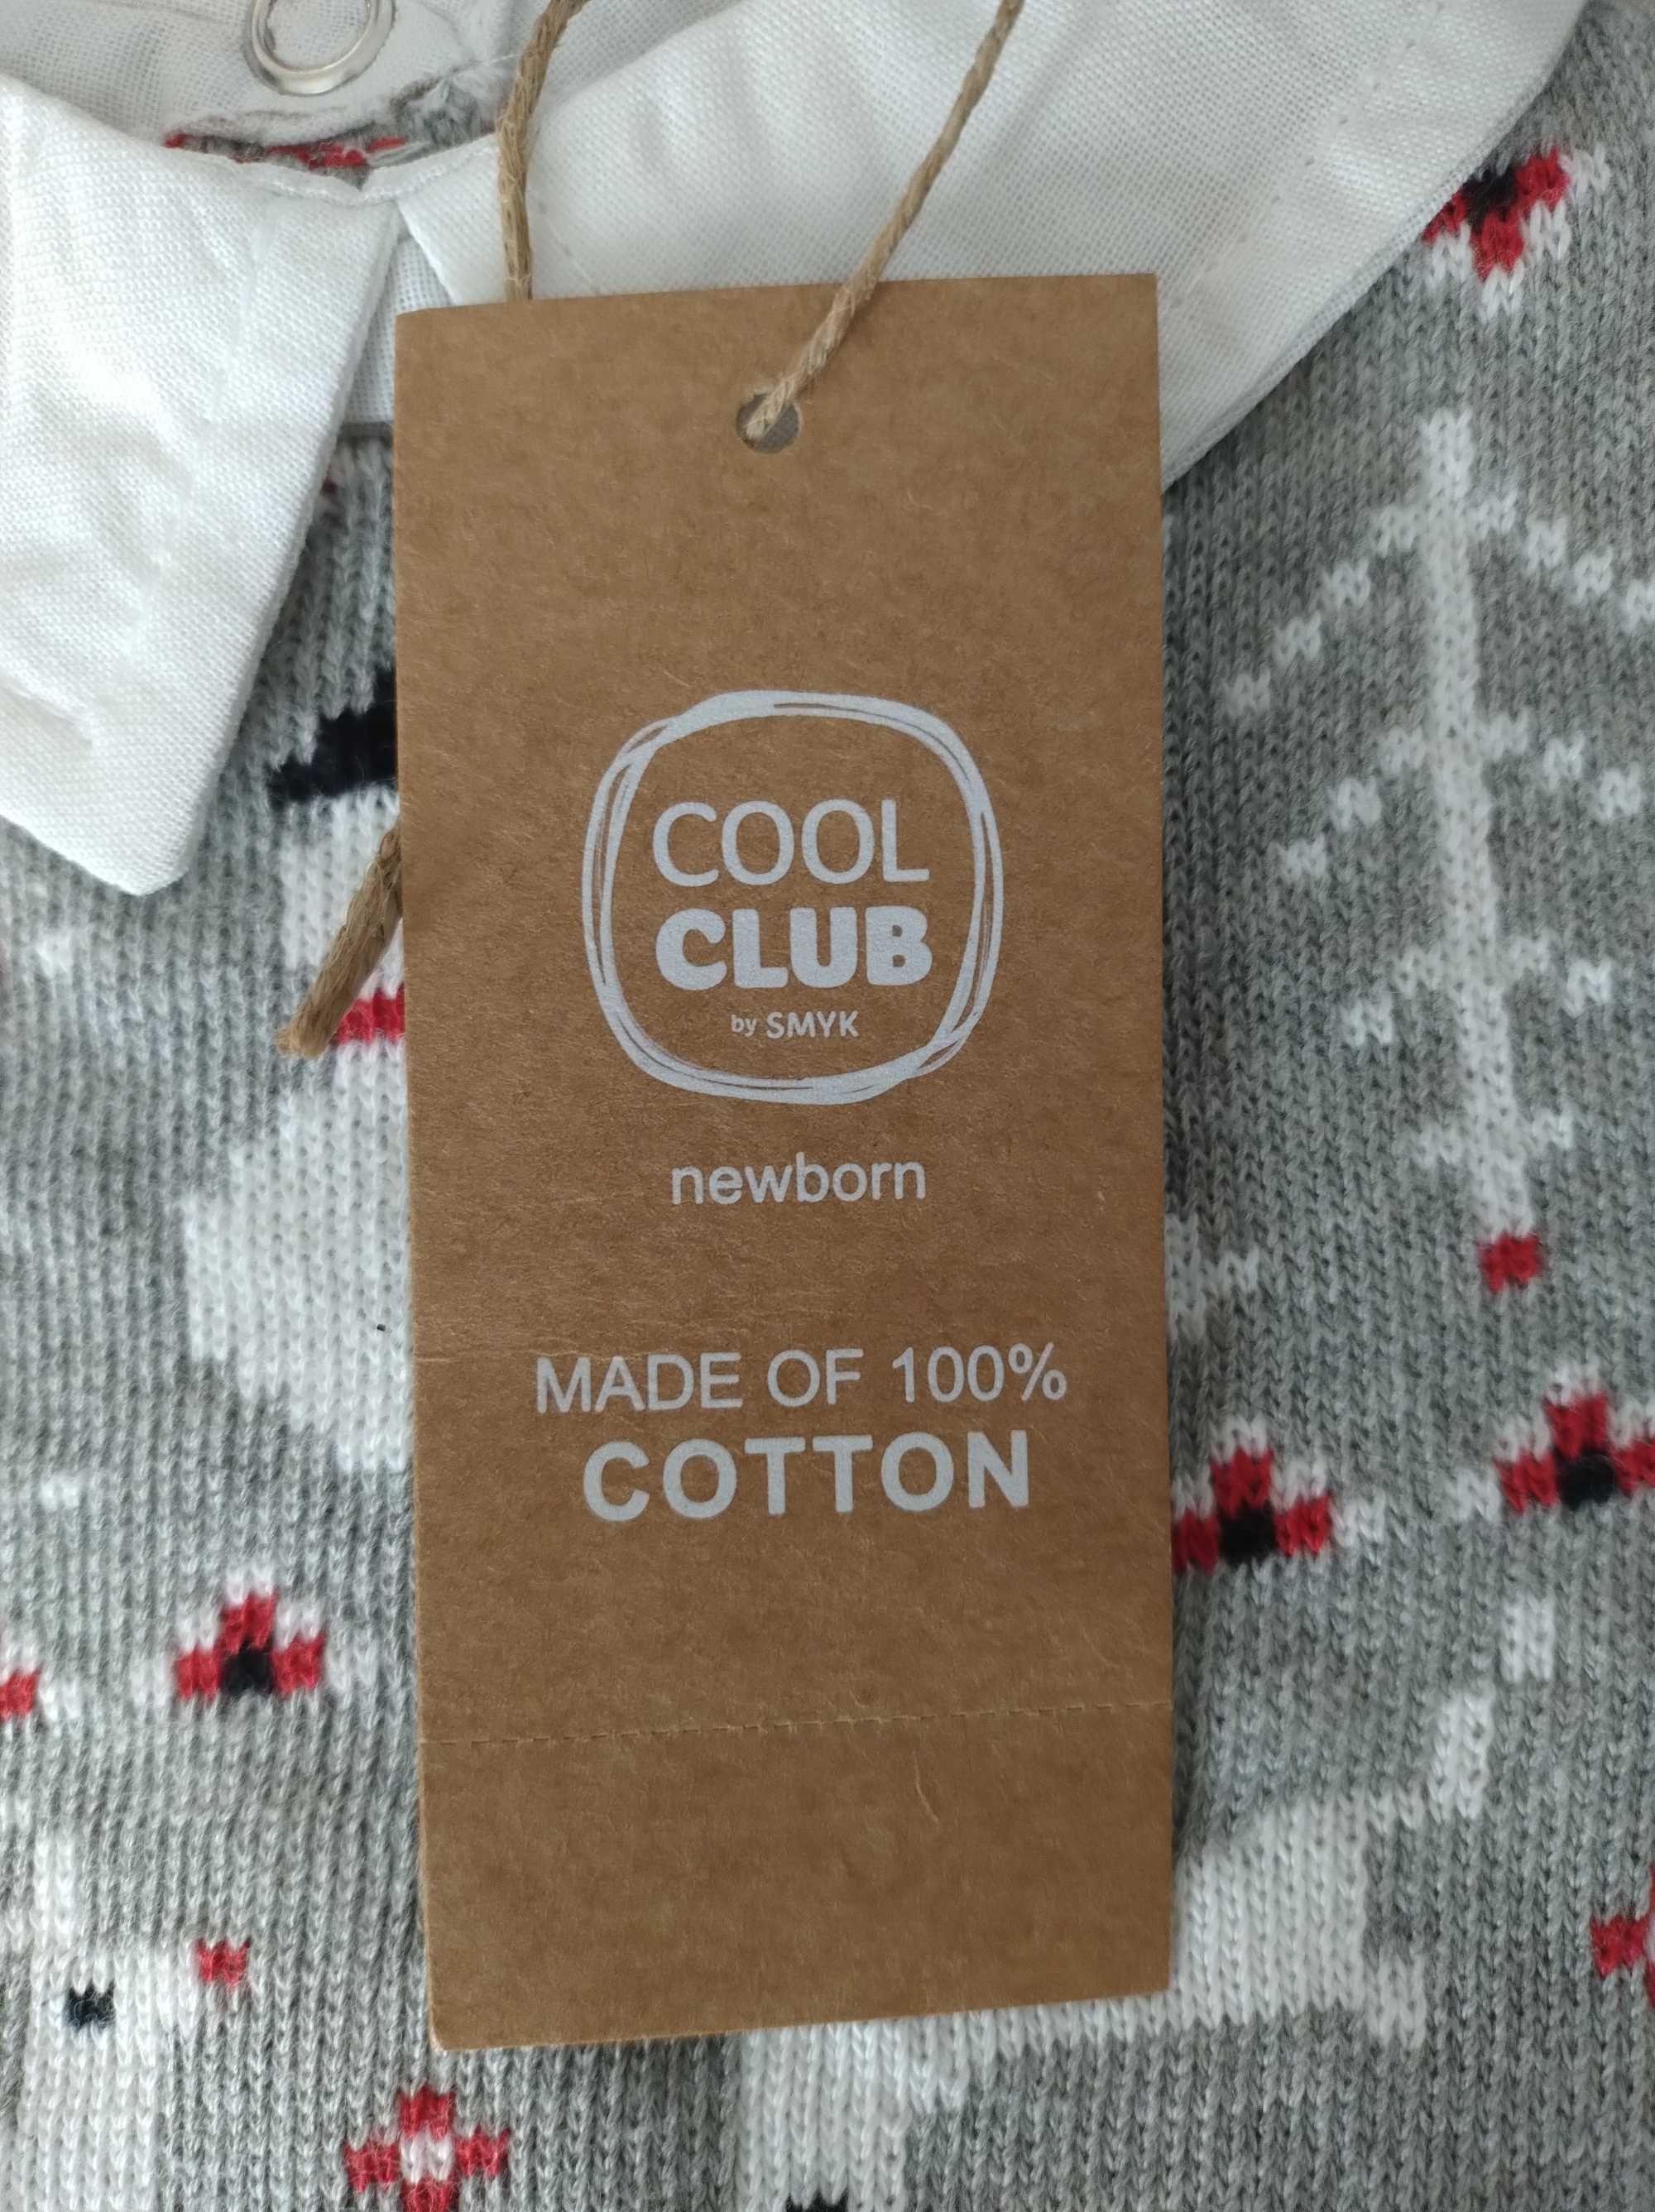 COOL
CLUB
by SMYK
newborn
MADE OF 100%
COTTON